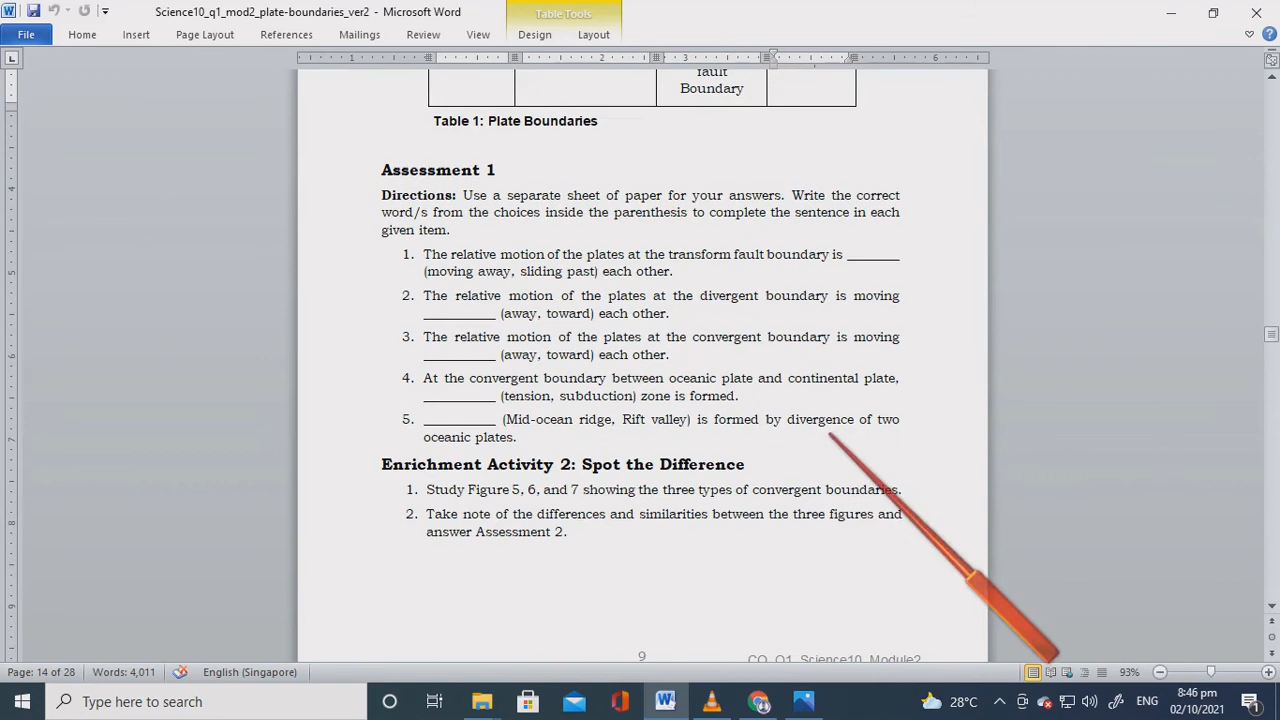 Science10_q1_mod2_plate-boundaries_ver2 - Microsoft Word
Table Tools
File Home Insert Page Layout References Mailings Review View Design Layout
1 2 3 6
fault
Boundary
Table 1: Plate Boundaries
Assessment 1
Directions: Use a separate sheet of paper for your answers. Write the correct
word/s from the choices inside the parenthesis to complete the sentence in each
given item.
1. The relative motion of the plates at the transform fault boundary is _______
(moving away, sliding past) each other.
2. The relative motion of the plates at the divergent boundary is moving
__________ (away, toward) each other.
3. The relative motion of the plates at the convergent boundary is moving
__________ (away, toward) each other.
4. At the convergent boundary between oceanic plate and continental plate,
__________ (tension, subduction) zone is formed.
5. __________ (Mid-ocean ridge, Rift valley) is formed by divergence of two
oceanic plates.
Enrichment Activity 2: Spot the Difference
1. Study Figure 5, 6, and 7 showing the three types of convergent boundaries.
2. Take note of the differences and similarities between the three figures and
answer Assessment 2.
9
CO_Q1_Science10_Module2
Page: 14 of 28 Words: 4,011 English (Singapore) 93%
Type here to search
28°C ENG
8:46 pm
02/10/2021
1